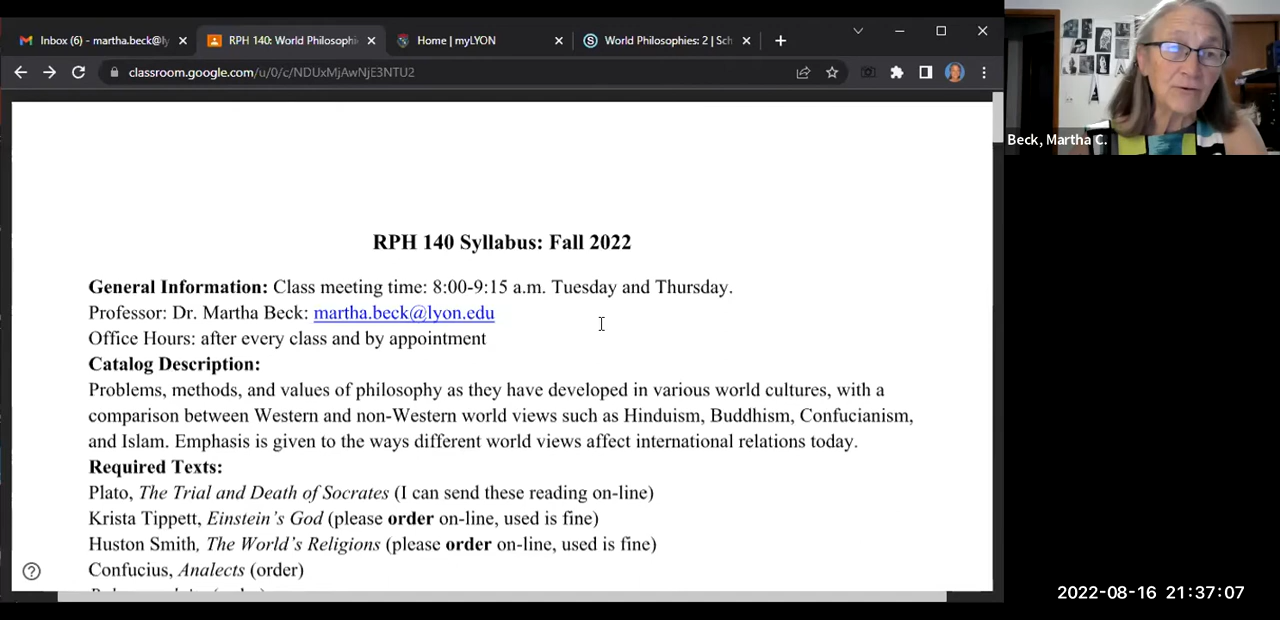 Inbox (6) - martha.beck@ly
RPH 140: World Philosophi
Home | myLYON
World Philosophies: 2 | Sch
classroom.google.com/u/0/c/NDUxMjAwNjE3NTU2
Beck, Martha C.
RPH 140 Syllabus: Fall 2022
General Information: Class meeting time: 8:00-9:15 a.m. Tuesday and Thursday.
Professor: Dr. Martha Beck: martha.beck@lyon.edu
Office Hours: after every class and by appointment
Catalog Description:
Problems, methods, and values of philosophy as they have developed in various world cultures, with a
comparison between Western and non-Western world views such as Hinduism, Buddhism, Confucianism,
and Islam. Emphasis is given to the ways different world views affect international relations today.
Required Texts:
Plato, The Trial and Death of Socrates (I can send these reading on-line)
Krista Tippett, Einstein's God (please order on-line, used is fine)
Huston Smith, The World's Religions (please order on-line, used is fine)
Confucius, Analects (order)
2022-08-16 21:37:07